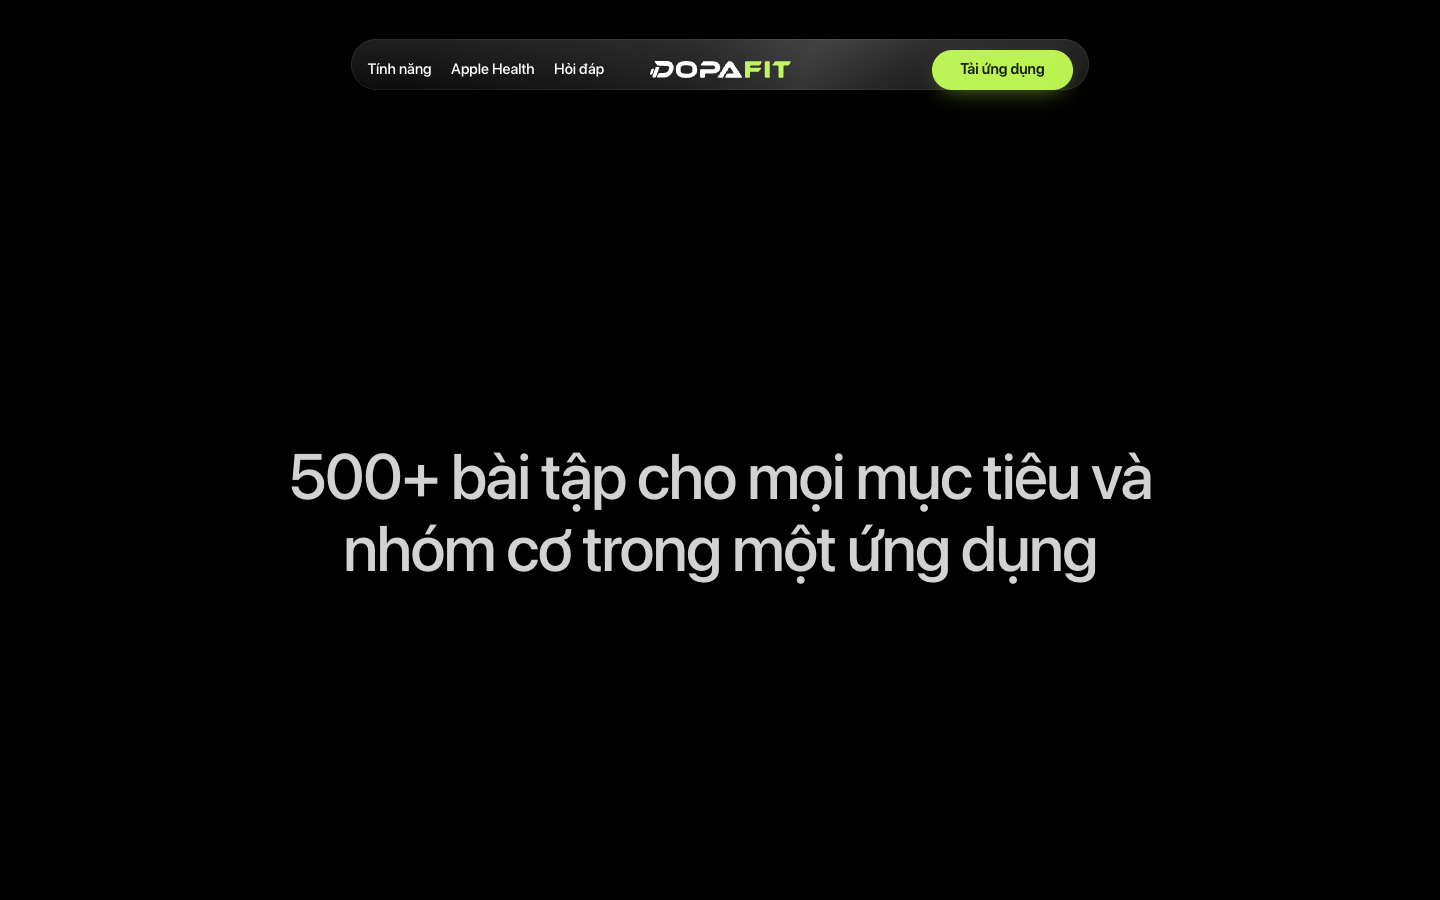 Tính năng
Apple Health
Hỏi đáp
DOPAFIT
Tải ứng dụng
500+ bài tập cho mọi mục tiêu và
nhóm cơ trong một ứng dụng